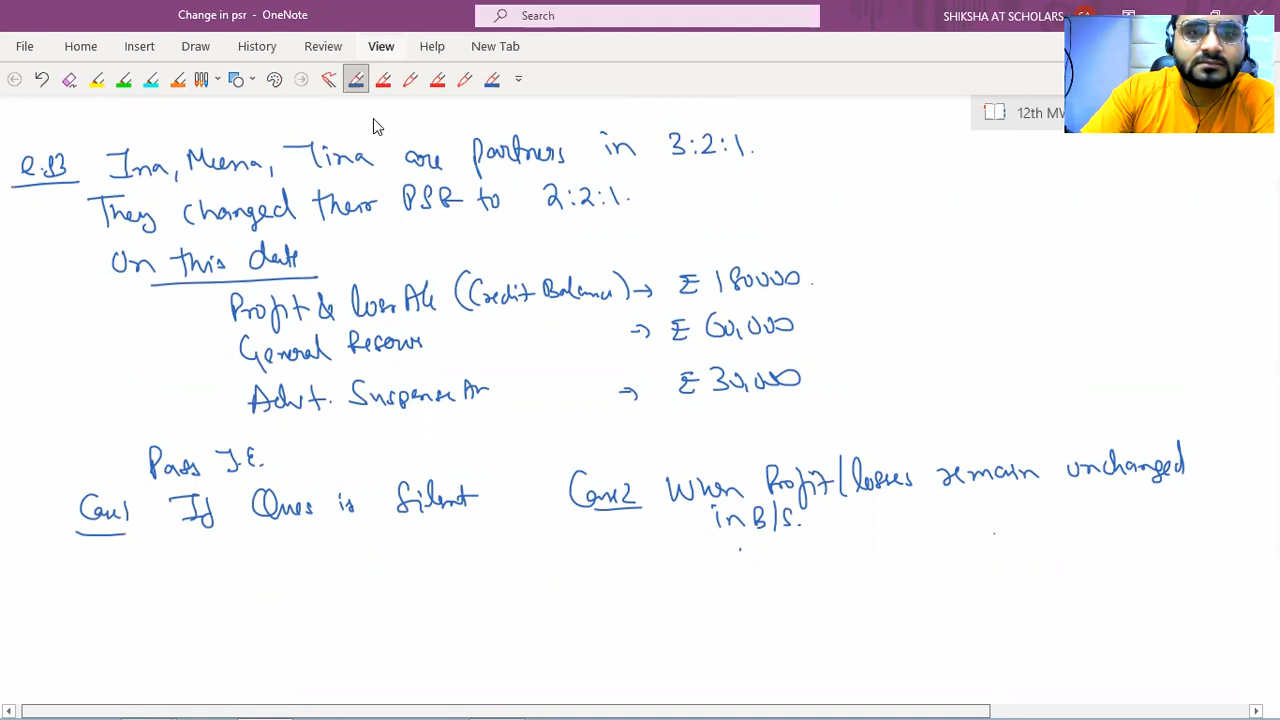 Change in psr - OneNote
Search
SHIKSHA AT SCHOLARS
File Home Insert Draw History Review View Help New Tab
12th
Q.53 Ina, Meena, Tina are partners in 3:2:1.
They changed their PSR to 2:2:1.
On this date
Profit & loss A/c (Credit Balance) → ₹ 180000.
General Reserve → ₹ 60,000
Advt. Suspense A/c → ₹ 30,000
Pass J.E.
Case1 If Ques is Silent
Case2 When Profit/losses remain unchanged
in B/S.